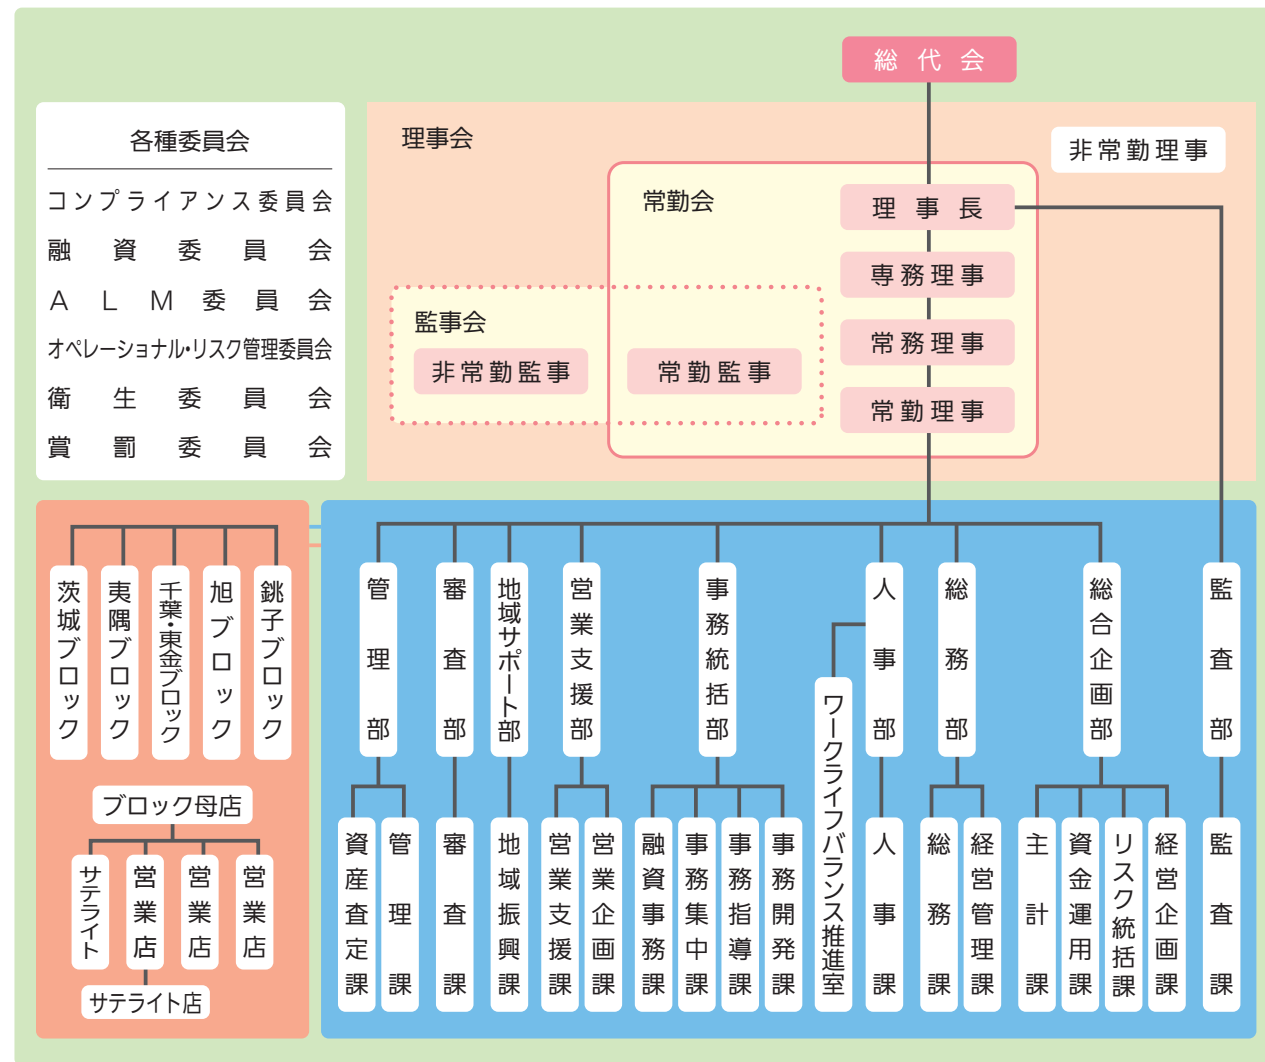 総代会
各種委員会
コンプライアンス委員会
融資委員会
ALM委員会
オペレーショナル・リスク管理委員会
衛生委員会
賞罰委員会
理事会
非常勤理事
常勤会
理事長
専務理事
常務理事
常勤理事
監事会
非常勤監事
常勤監事
茨城ブロック
夷隅ブロック
千葉・東金ブロック
旭ブロック
銚子ブロック
ブロック母店
サテライト
営業店
営業店
営業店
サテライト店
管理部
審査部
地域サポート部
営業支援部
事務統括部
人事部
総務部
総合企画部
監査部
資産査定課
管理課
審査課
地域振興課
営業支援課
営業企画課
融資事務課
事務集中課
事務指導課
事務開発課
ワークライフバランス推進室
人事課
総務課
経営管理課
主計課
資金運用課
リスク統括課
経営企画課
監査課